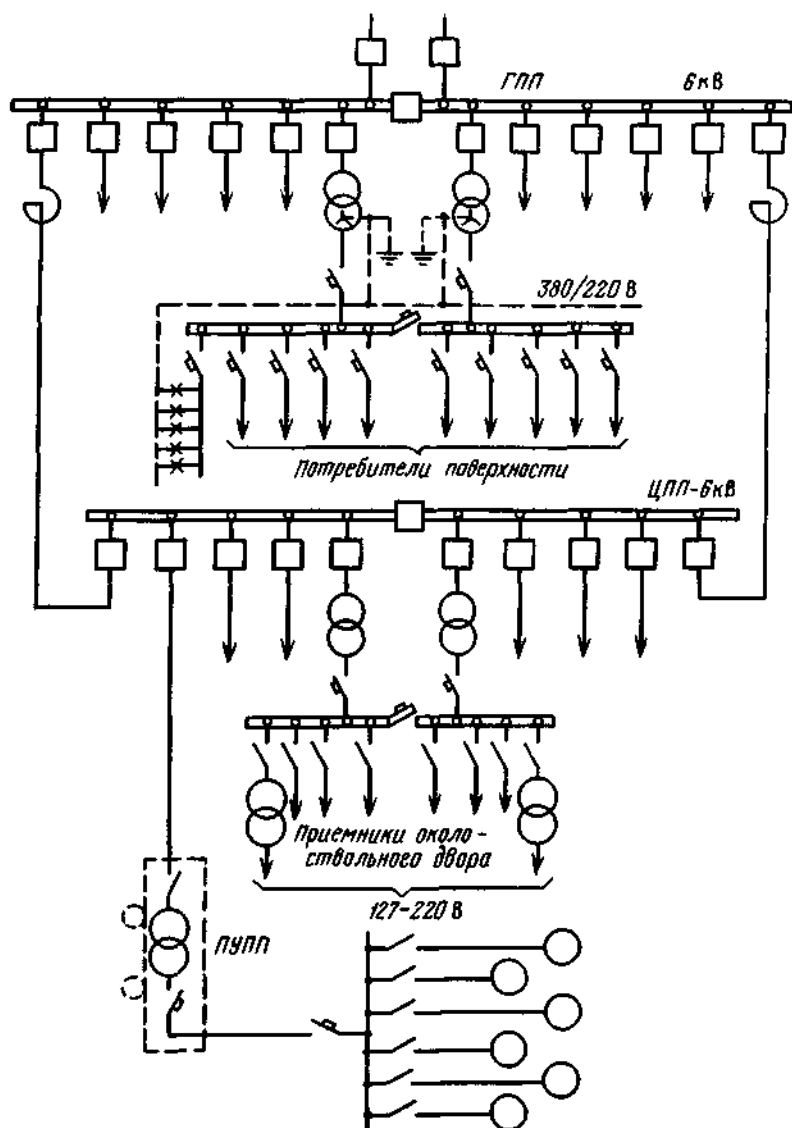 ГПП 6кВ
380/220 В
Потребители поверхности
ЦПП-6кВ
Приемники около-
ствольного двора
127-220 В
ПУПП